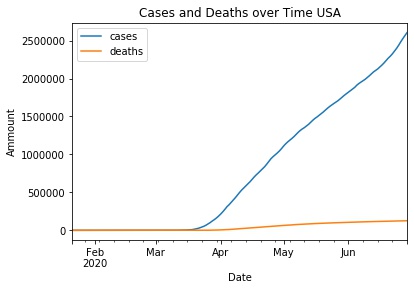 Cases and Deaths over Time USA
cases
deaths
2500000
2000000
1500000
1000000
500000
0
Ammount
Feb
2020
Mar
Apr
May
Jun
Date